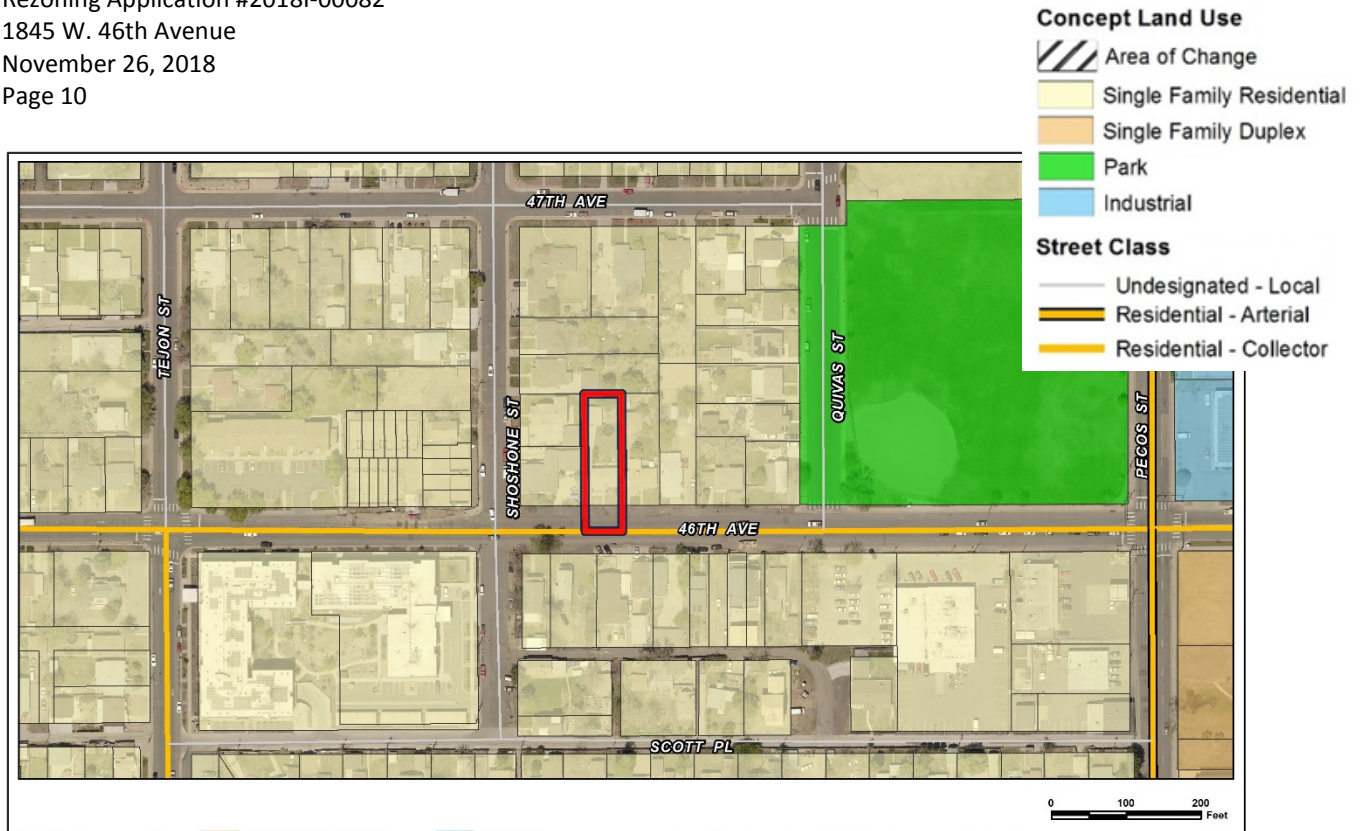 Rezoning Application #2018I-00082
1845 W. 46th Avenue
November 26, 2018
Page 10
Concept Land Use
Area of Change
Single Family Residential
Single Family Duplex
Park
Industrial
Street Class
Undesignated - Local
Residential - Arterial
Residential - Collector
47TH AVE
TEJON ST
SHOSHONE ST
QUIVAS ST
PECOS ST
46TH AVE
SCOTT PL
0 100 200
Feet